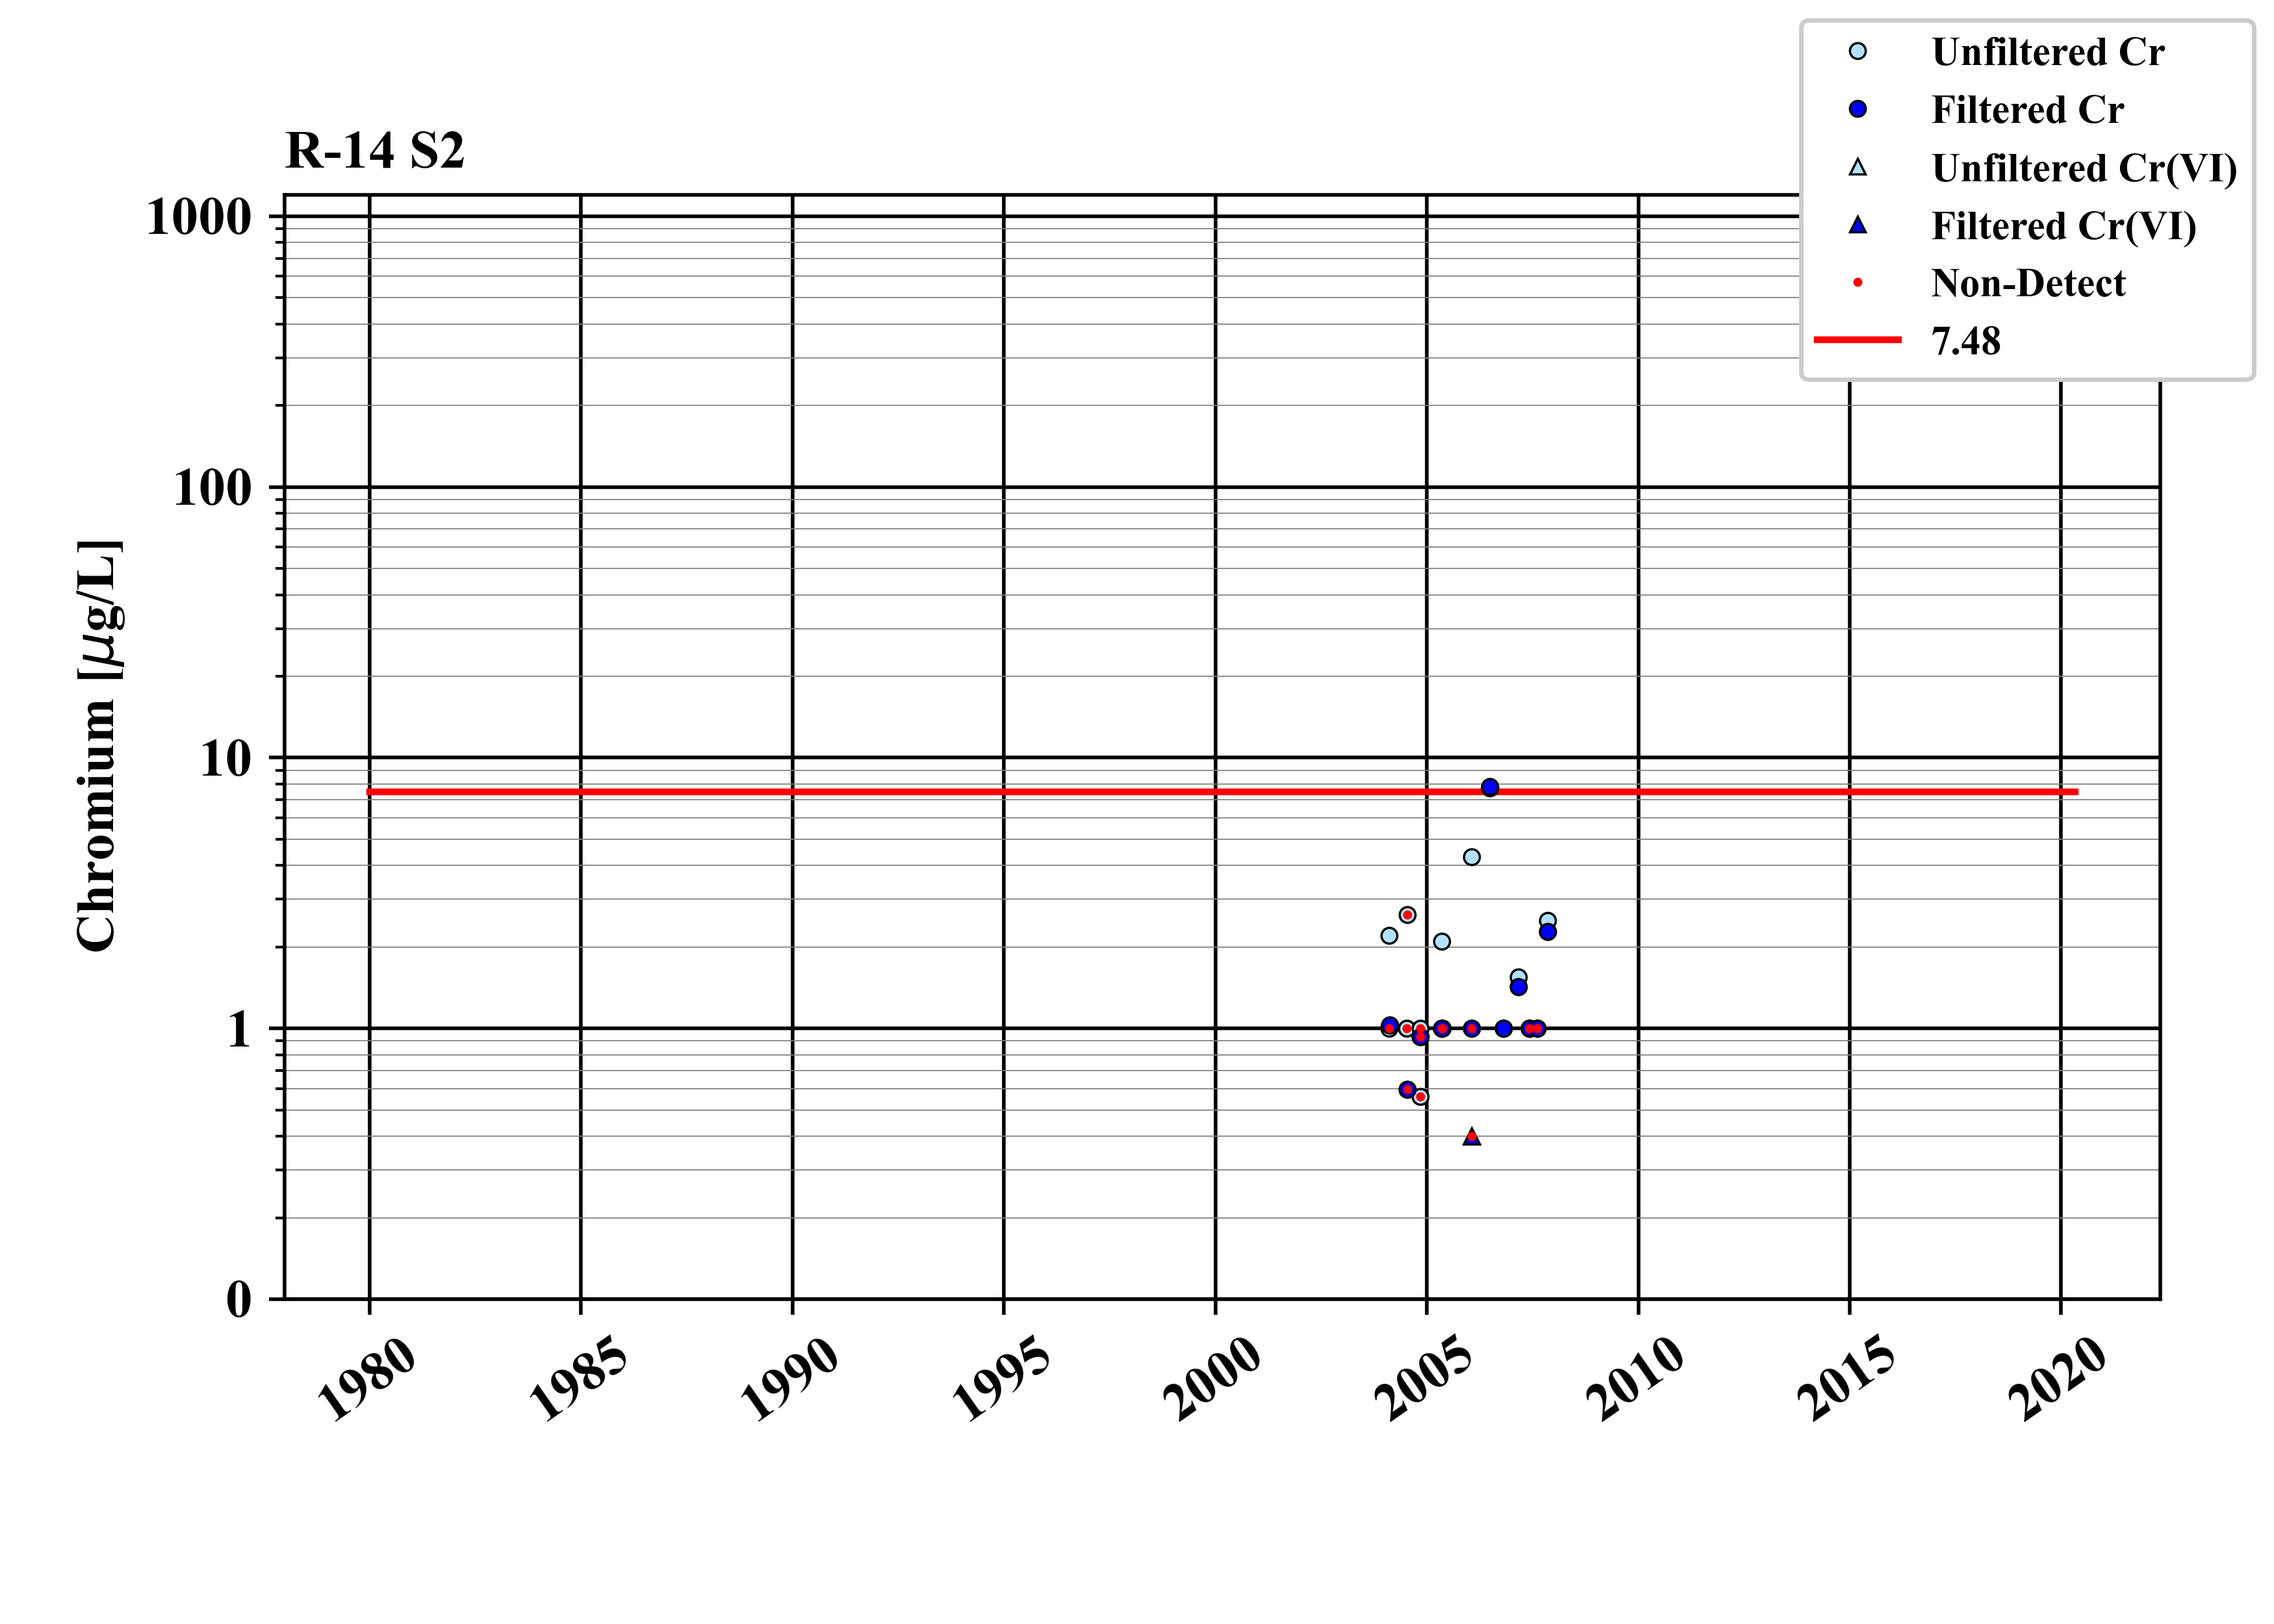 Unfiltered Cr
Filtered Cr
Unfiltered Cr(VI)
Filtered Cr(VI)
Non-Detect
7.48
R-14 S2
1000
100
10
1
0
Chromium [μg/L]
1980
1985
1990
1995
2000
2005
2010
2015
2020